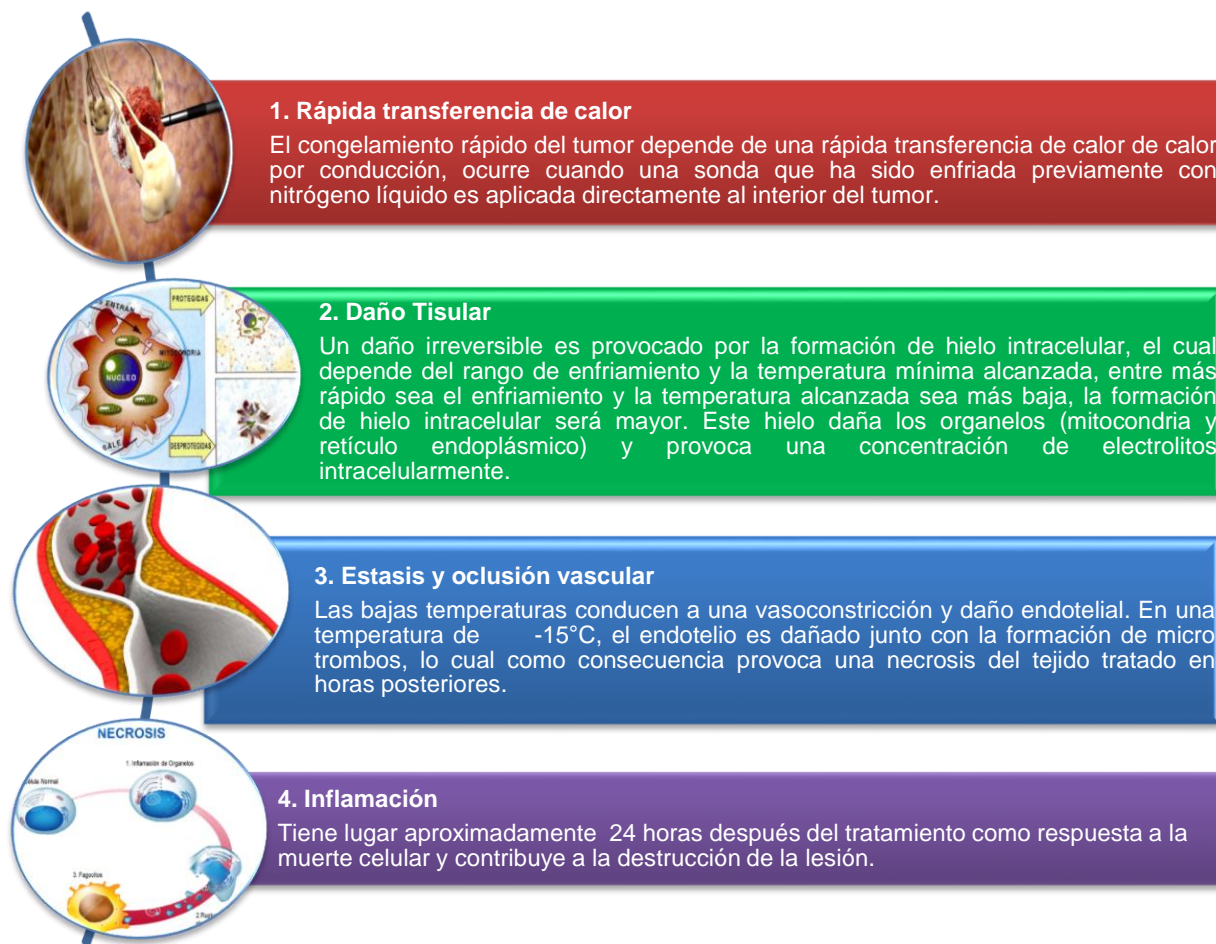 1. Rápida transferencia de calor
El congelamiento rápido del tumor depende de una rápida transferencia de calor de calor
por conducción, ocurre cuando una sonda que ha sido enfriada previamente con
nitrógeno líquido es aplicada directamente al interior del tumor.
ENTRAN
PROTEGIDAS
MITOCONDRIA
NUCLEO
SALE
DESPROTEGIDAS
2. Daño Tisular
Un daño irreversible es provocado por la formación de hielo intracelular, el cual
depende del rango de enfriamiento y la temperatura mínima alcanzada, entre más
rápido sea el enfriamiento y la temperatura alcanzada sea más baja, la formación
de hielo intracelular será mayor. Este hielo daña los organelos (mitocondria y
retículo endoplásmico) y provoca una concentración de electrolitos
intracelularmente.
3. Estasis y oclusión vascular
Las bajas temperaturas conducen a una vasoconstricción y daño endotelial. En una
temperatura de -15°C, el endotelio es dañado junto con la formación de micro
trombos, lo cual como consecuencia provoca una necrosis del tejido tratado en
horas posteriores.
NECROSIS
1. Inflamación de Organelos
Normal
3. Fagocitos
4. Inflamación
Tiene lugar aproximadamente 24 horas después del tratamiento como respuesta a la
muerte celular y contribuye a la destrucción de la lesión.